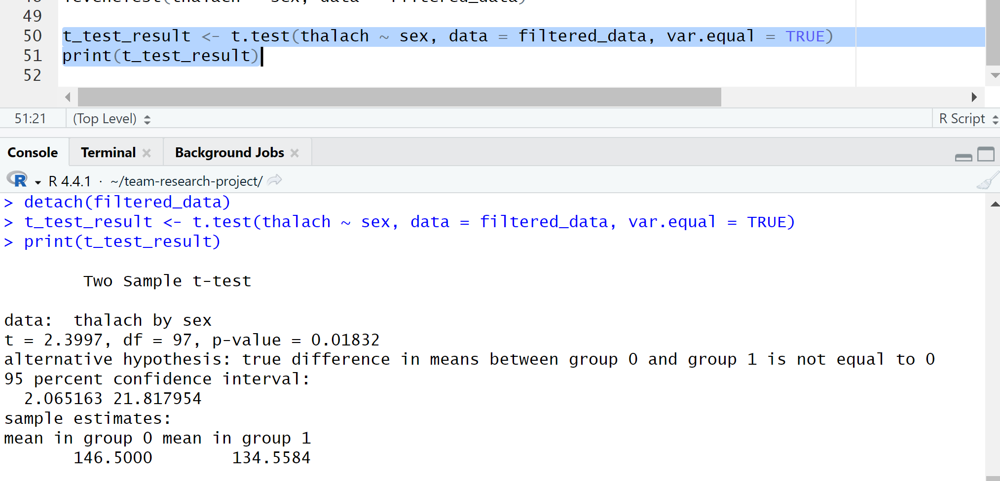 49
50 t_test_result <- t.test(thalach ~ sex, data = filtered_data, var.equal = TRUE)
51 print(t_test_result)
52
51:21 (Top Level) R Script
Console Terminal Background Jobs
R R 4.4.1 · ~/team-research-project/
> detach(filtered_data)
> t_test_result <- t.test(thalach ~ sex, data = filtered_data, var.equal = TRUE)
> print(t_test_result)
Two Sample t-test
data:  thalach by sex
t = 2.3997, df = 97, p-value = 0.01832
alternative hypothesis: true difference in means between group 0 and group 1 is not equal to 0
95 percent confidence interval:
2.065163 21.817954
sample estimates:
mean in group 0 mean in group 1
146.5000        134.5584